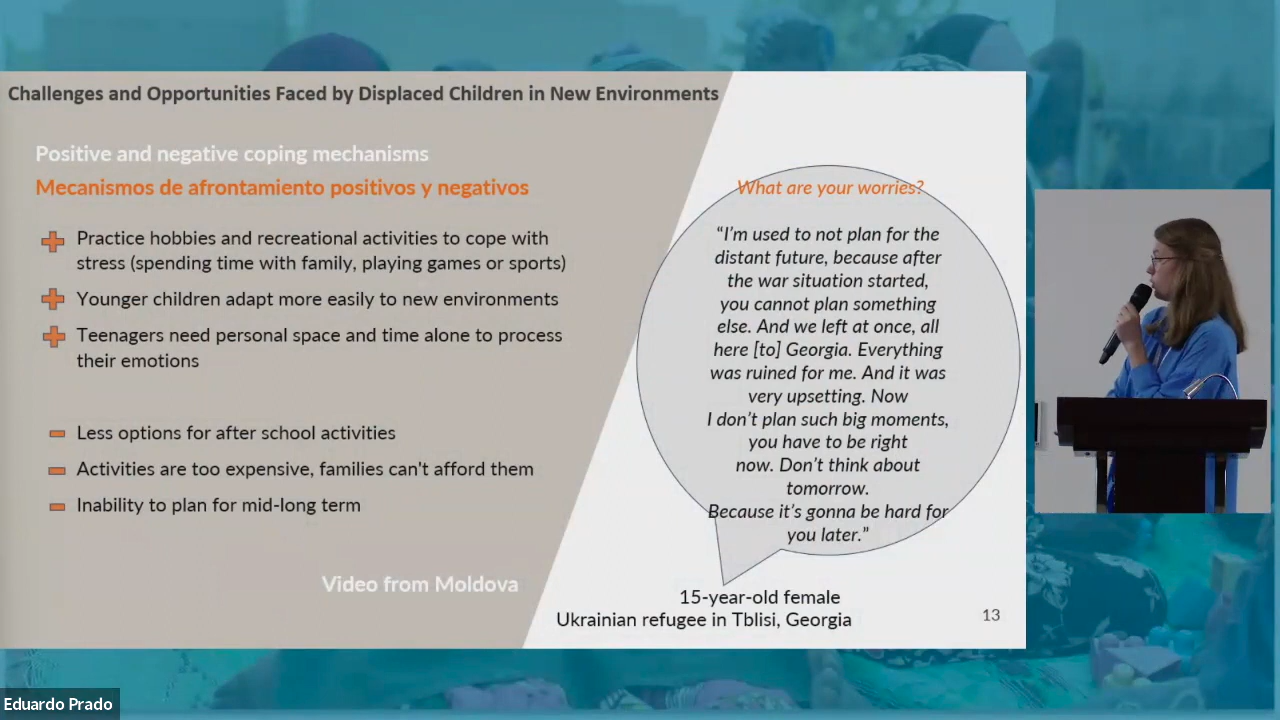 Challenges and Opportunities Faced by Displaced Children in New Environments
Positive and negative coping mechanisms
Mecanismos de afrontamiento positivos y negativos
Practice hobbies and recreational activities to cope with
stress (spending time with family, playing games or sports)
Younger children adapt more easily to new environments
Teenagers need personal space and time alone to process
their emotions
Less options for after school activities
Activities are too expensive, families can't afford them
Inability to plan for mid-long term
Video from Moldova
What are your worries?
“I’m used to not plan for the
distant future, because after
the war situation started,
you cannot plan something
else. And we left at once, all
here [to] Georgia. Everything
was ruined for me. And it was
very upsetting. Now
I don’t plan such big moments,
you have to be right
now. Don’t think about
tomorrow.
Because it’s gonna be hard for
you later.”
15-year-old female
Ukrainian refugee in Tblisi, Georgia
13
Eduardo Prado